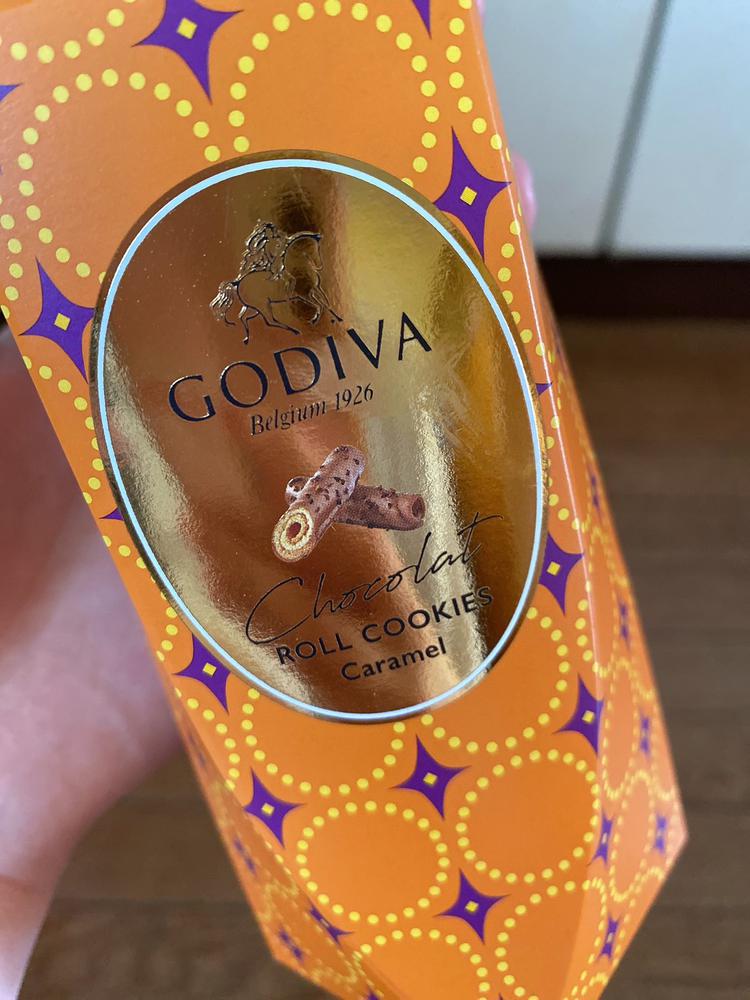 GODIVA
Belgium 1926
Chocolat
ROLL COOKIES
Caramel